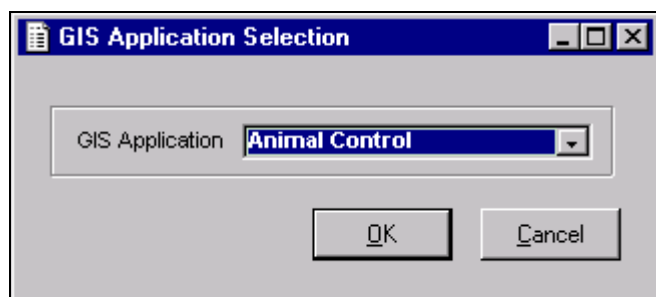 GIS Application Selection
GIS Application Animal Control
OK Cancel